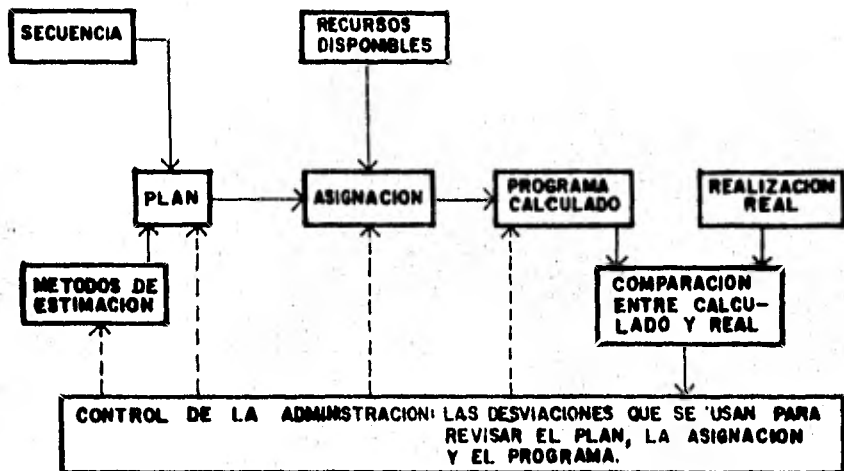 SECUENCIA
RECURSOS
DISPONIBLES
PLAN
ASIGNACION
PROGRAMA
CALCULADO
REALIZACION
REAL
METODOS DE
ESTIMACION
COMPARACION
ENTRE CALCU-
LADO Y REAL
CONTROL DE LA ADMINISTRACION: LAS DESVIACIONES QUE SE USAN PARA
REVISAR EL PLAN, LA ASIGNACION
Y EL PROGRAMA.